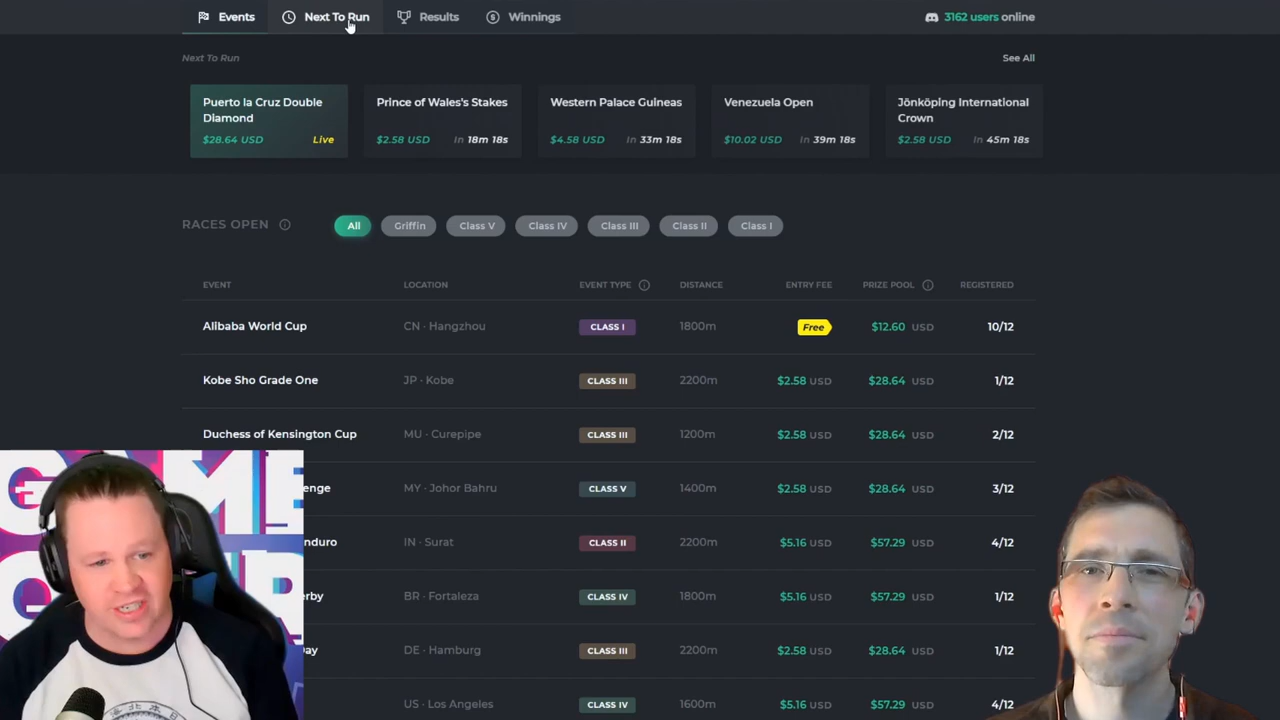 Events
Next To Run
Results
Winnings
3162 users online
Next To Run
See All
Puerto la Cruz Double Diamond
$28.64 USD
Live
Prince of Wales's Stakes
$2.58 USD
In 18m 18s
Western Palace Guineas
$4.58 USD
In 33m 18s
Venezuela Open
$10.02 USD
In 39m 18s
Jönköping International Crown
$2.58 USD
In 45m 18s
RACES OPEN
All
Griffin
Class V
Class IV
Class III
Class II
Class I
EVENT LOCATION EVENT TYPE DISTANCE ENTRY FEE PRIZE POOL REGISTERED
Alibaba World Cup CN · Hangzhou CLASS I 1800m Free $12.60 USD 10/12
Kobe Sho Grade One JP · Kobe CLASS III 2200m $2.58 USD $28.64 USD 1/12
Duchess of Kensington Cup MU · Curepipe CLASS III 1200m $2.58 USD $28.64 USD 2/12
enge MY · Johor Bahru CLASS V 1400m $2.58 USD $28.64 USD 3/12
nduro IN · Surat CLASS II 2200m $5.16 USD $57.29 USD 4/12
erby BR · Fortaleza CLASS IV 1800m $5.16 USD $57.29 USD 1/12
Day DE · Hamburg CLASS III 2200m $2.58 USD $28.64 USD 1/12
US · Los Angeles CLASS IV 1600m $5.16 USD $57.29 USD 4/12